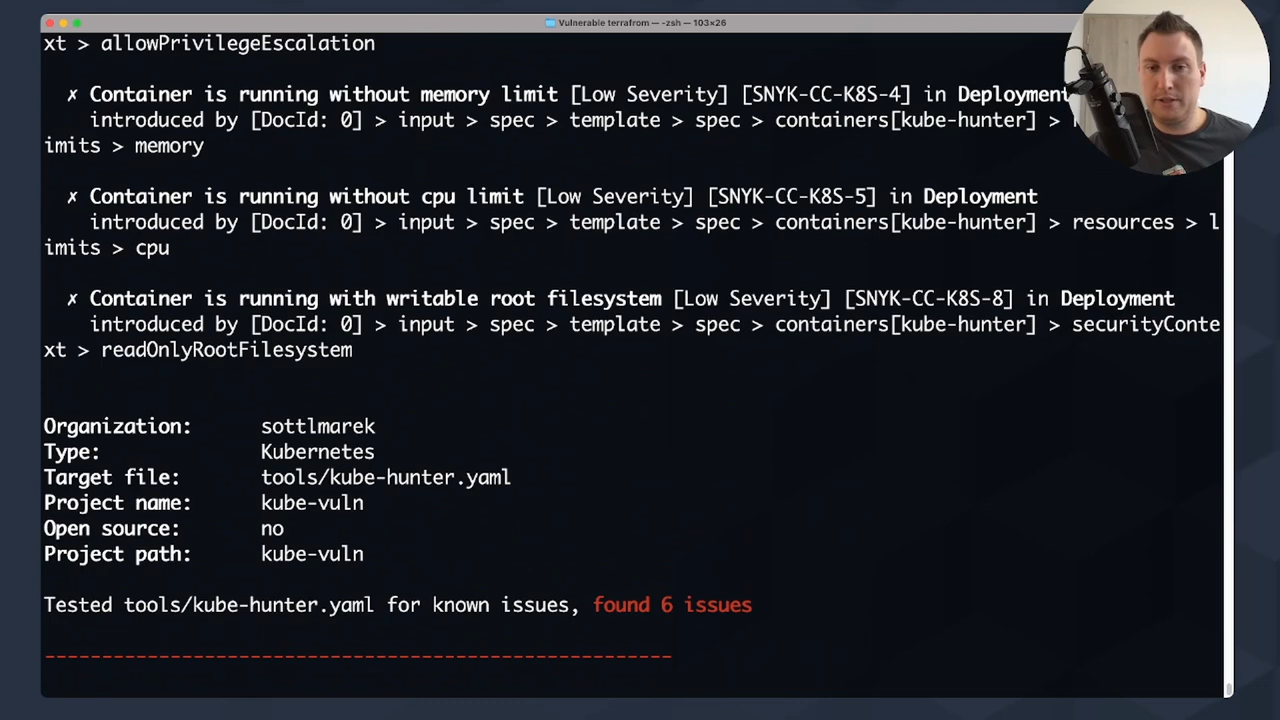 Vulnerable terrafrom — -zsh — 103×26
xt > allowPrivilegeEscalation
✗ Container is running without memory limit [Low Severity] [SNYK-CC-K8S-4] in Deployment
introduced by [DocId: 0] > input > spec > template > spec > containers[kube-hunter] >
imits > memory
✗ Container is running without cpu limit [Low Severity] [SNYK-CC-K8S-5] in Deployment
introduced by [DocId: 0] > input > spec > template > spec > containers[kube-hunter] > resources > l
imits > cpu
✗ Container is running with writable root filesystem [Low Severity] [SNYK-CC-K8S-8] in Deployment
introduced by [DocId: 0] > input > spec > template > spec > containers[kube-hunter] > securityConte
xt > readOnlyRootFilesystem
Organization: sottlmarek
Type: Kubernetes
Target file: tools/kube-hunter.yaml
Project name: kube-vuln
Open source: no
Project path: kube-vuln
Tested tools/kube-hunter.yaml for known issues, found 6 issues
-------------------------------------------------------